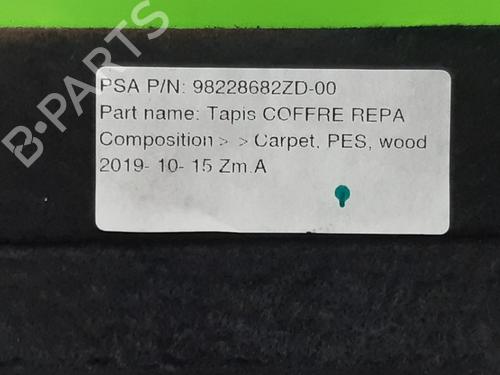 B-PARTS
PSA P/N: 98228682ZD-00
Part name: Tapis COFFRE REPA
Composition > > Carpet, PES, wood
2019- 10- 15 Zm.A